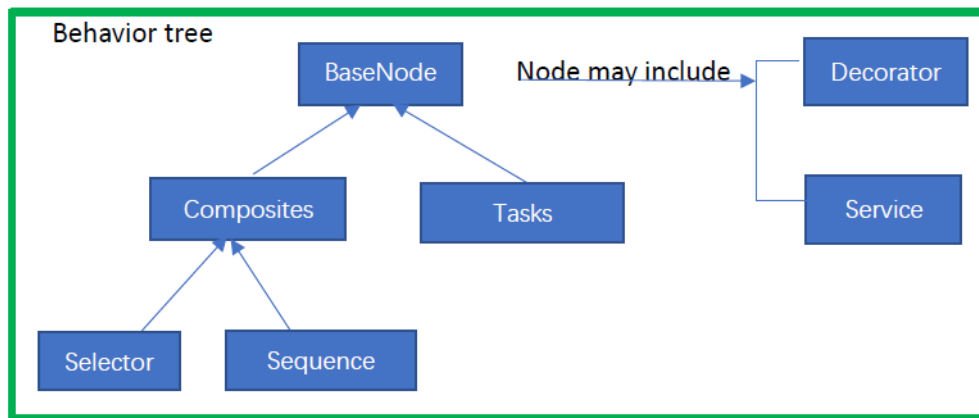 Behavior tree
BaseNode
Node may include
Decorator
Composites
Tasks
Service
Selector
Sequence